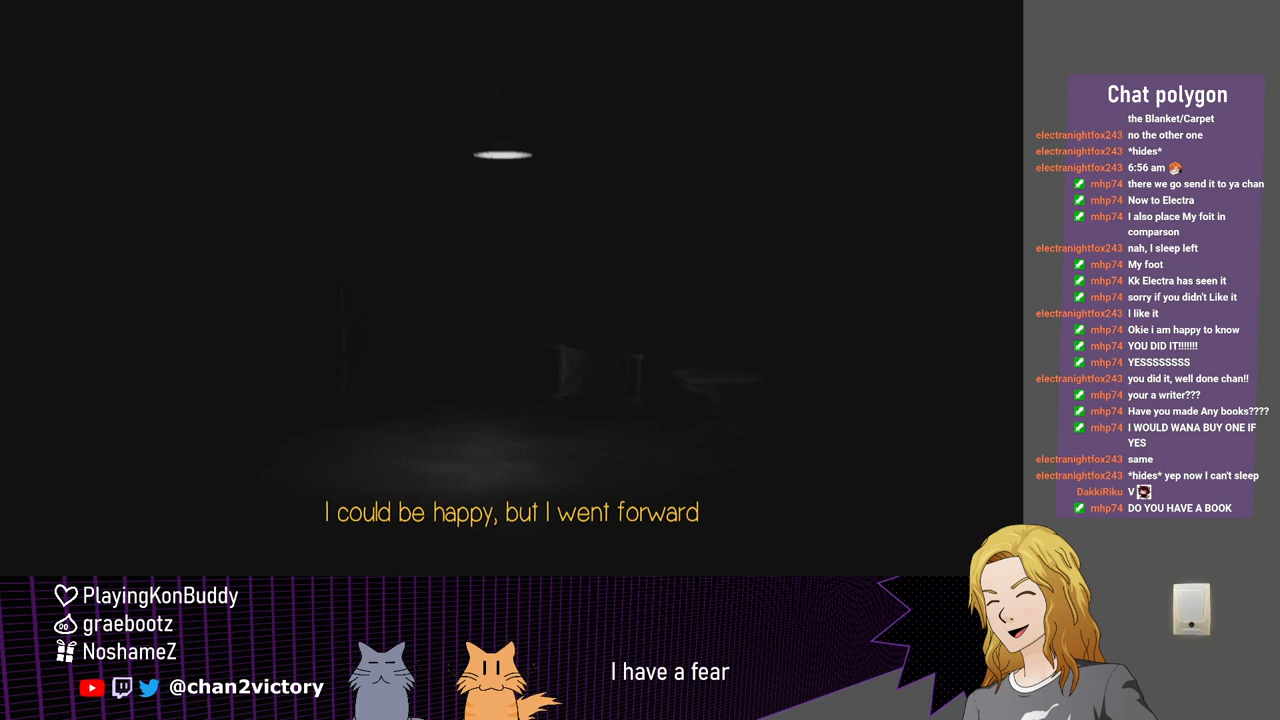 I could be happy, but I went forward
Chat polygon
the Blanket/Carpet
electranightfox243 no the other one
electranightfox243 *hides*
electranightfox243 6:56 am
mhp74 there we go send it to ya chan
mhp74 Now to Electra
mhp74 I also place My foit in
comparson
electranightfox243 nah, I sleep left
mhp74 My foot
mhp74 Kk Electra has seen it
mhp74 sorry if you didn't Like it
electranightfox243 I like it
mhp74 Okie i am happy to know
mhp74 YOU DID IT!!!!!!!
mhp74 YESSSSSSSS
electranightfox243 you did it, well done chan!!
mhp74 your a writer???
mhp74 Have you made Any books????
mhp74 I WOULD WANA BUY ONE IF
YES
electranightfox243 same
electranightfox243 *hides* yep now I can't sleep
DakkiRiku V
mhp74 DO YOU HAVE A BOOK
PlayingKonBuddy
graebootz
NoshameZ
@chan2victory
I have a fear